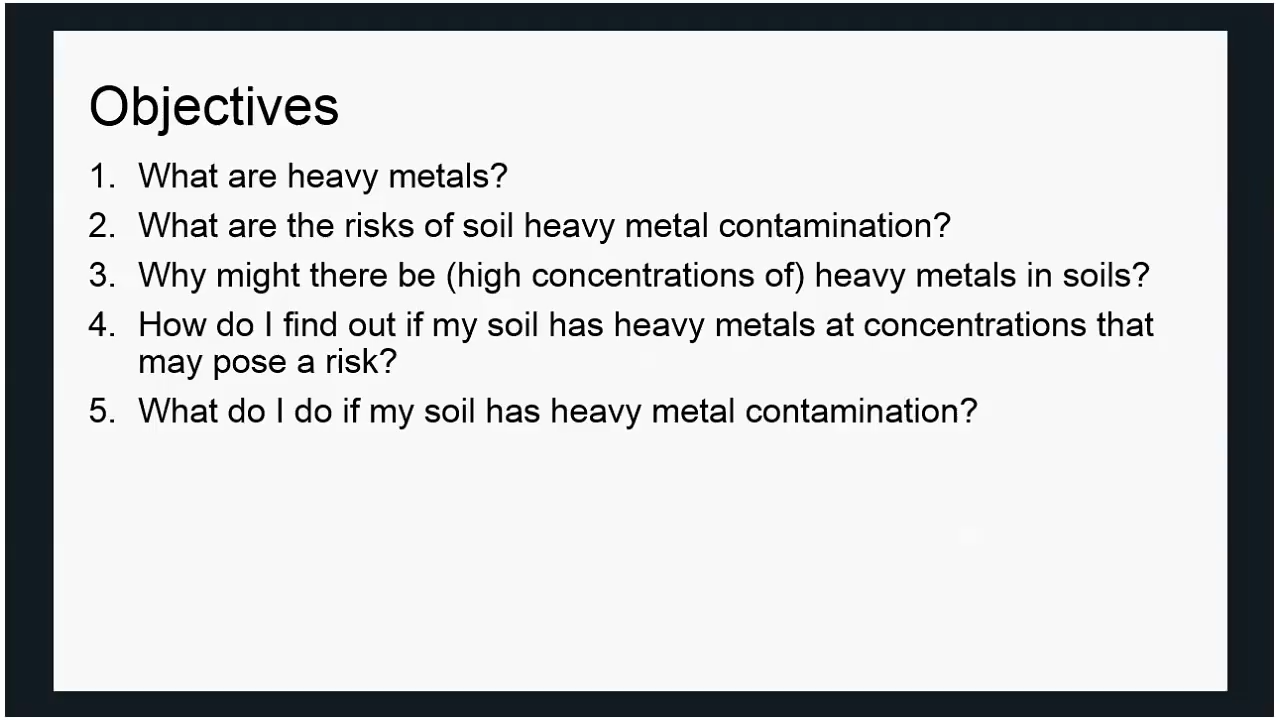 Objectives
1. What are heavy metals?
2. What are the risks of soil heavy metal contamination?
3. Why might there be (high concentrations of) heavy metals in soils?
4. How do I find out if my soil has heavy metals at concentrations that
may pose a risk?
5. What do I do if my soil has heavy metal contamination?